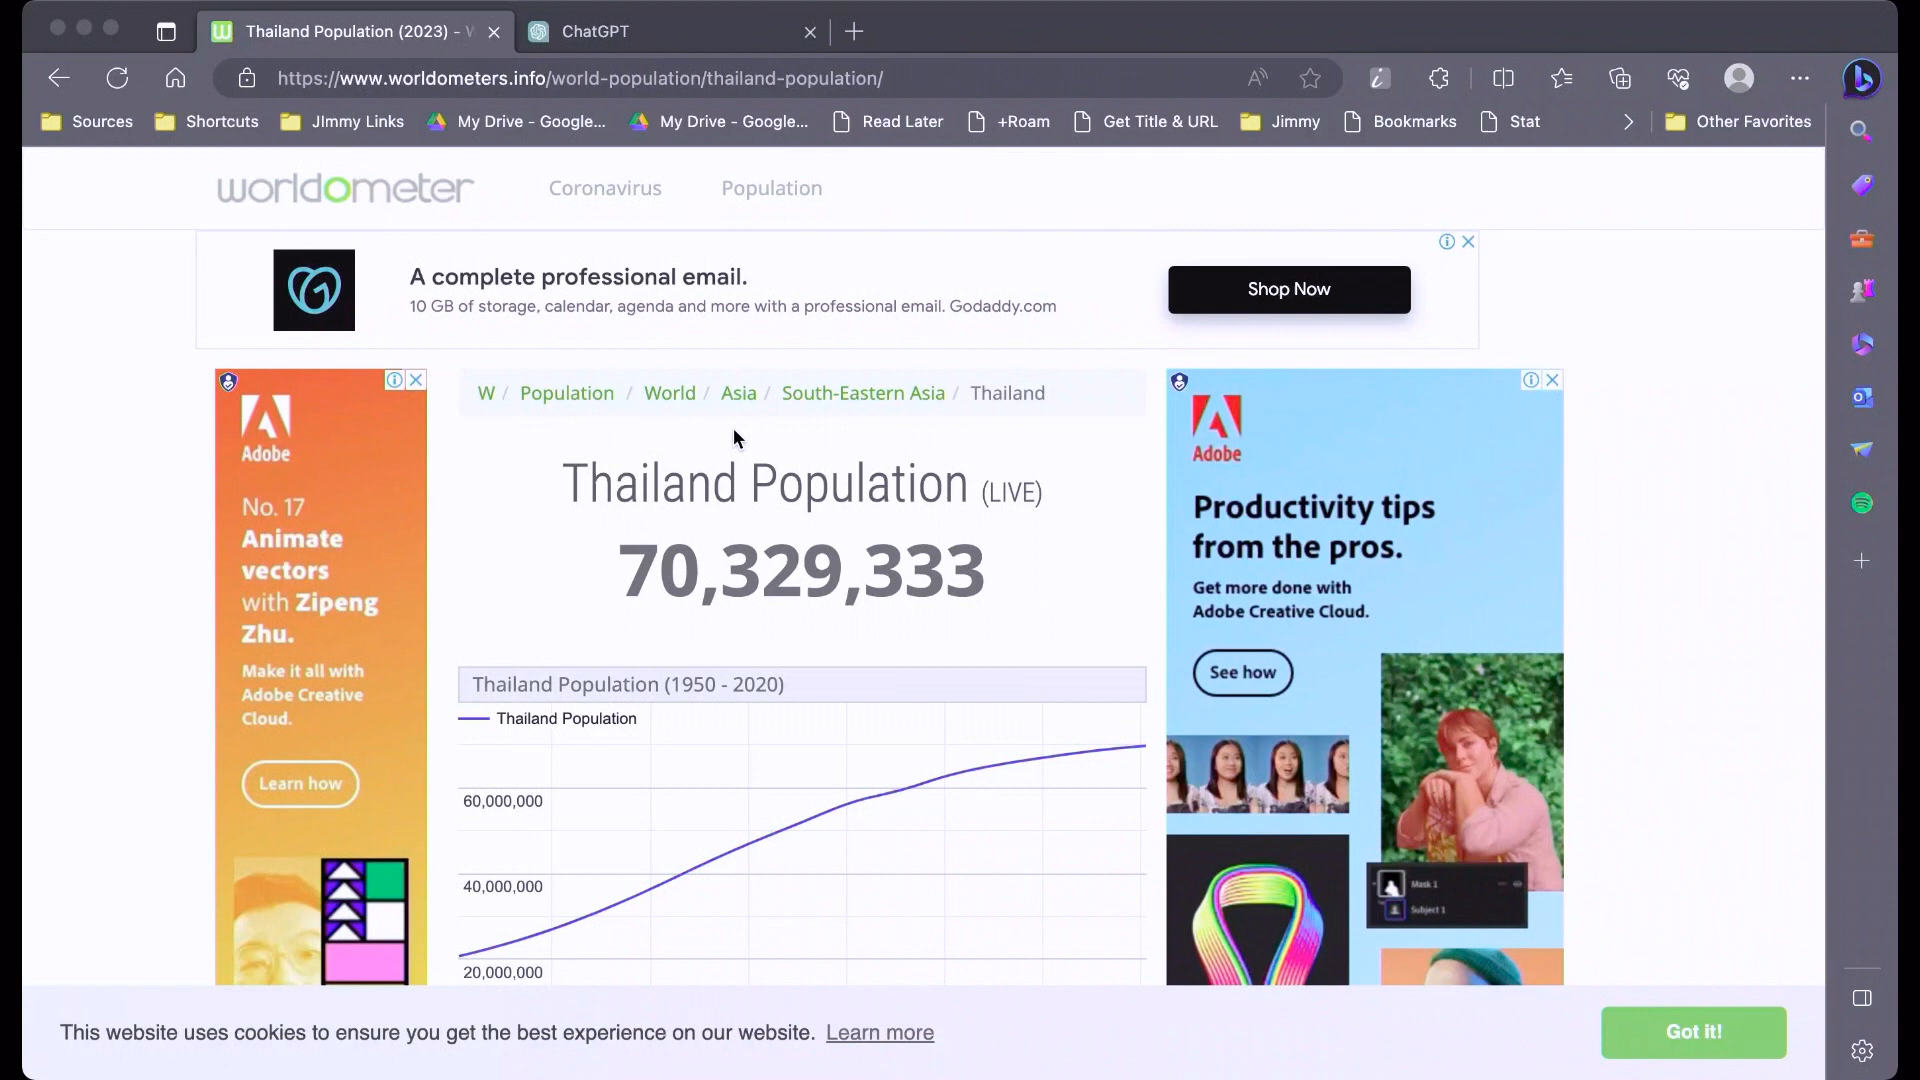 Thailand Population (2023) - W
ChatGPT
https://www.worldometers.info/world-population/thailand-population/
Sources
Shortcuts
JImmy Links
My Drive - Google...
My Drive - Google...
Read Later
+Roam
Get Title & URL
Jimmy
Bookmarks
Stat
Other Favorites
worldometer
Coronavirus
Population
A complete professional email.
10 GB of storage, calendar, agenda and more with a professional email. Godaddy.com
Shop Now
Adobe
No. 17
Animate
vectors
with Zipeng
Zhu.
Make it all with
Adobe Creative
Cloud.
Learn how
W / Population / World / Asia / South-Eastern Asia / Thailand
Thailand Population (LIVE)
70,329,333
Thailand Population (1950 - 2020)
Thailand Population
60,000,000
40,000,000
20,000,000
Adobe
Productivity tips
from the pros.
Get more done with
Adobe Creative Cloud.
See how
Mask 1
Subject 1
This website uses cookies to ensure you get the best experience on our website. Learn more
Got it!